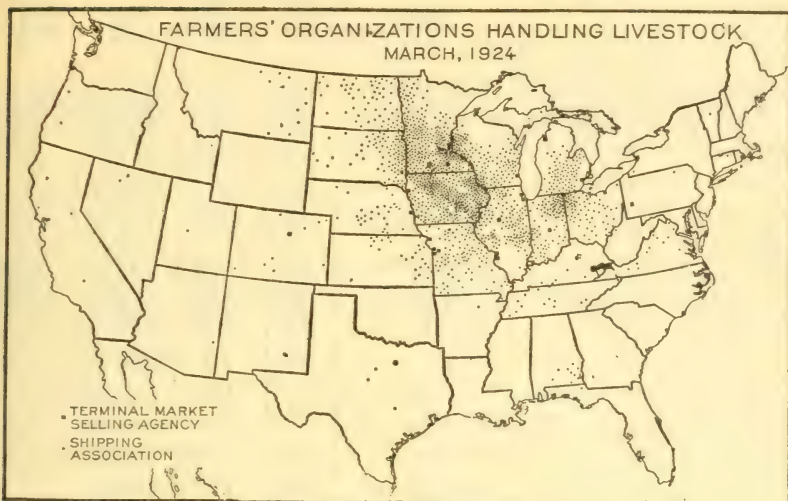 FARMERS' ORGANIZATIONS HANDLING LIVESTOCK
MARCH, 1924
TERMINAL MARKET
SELLING AGENCY
SHIPPING
ASSOCIATION